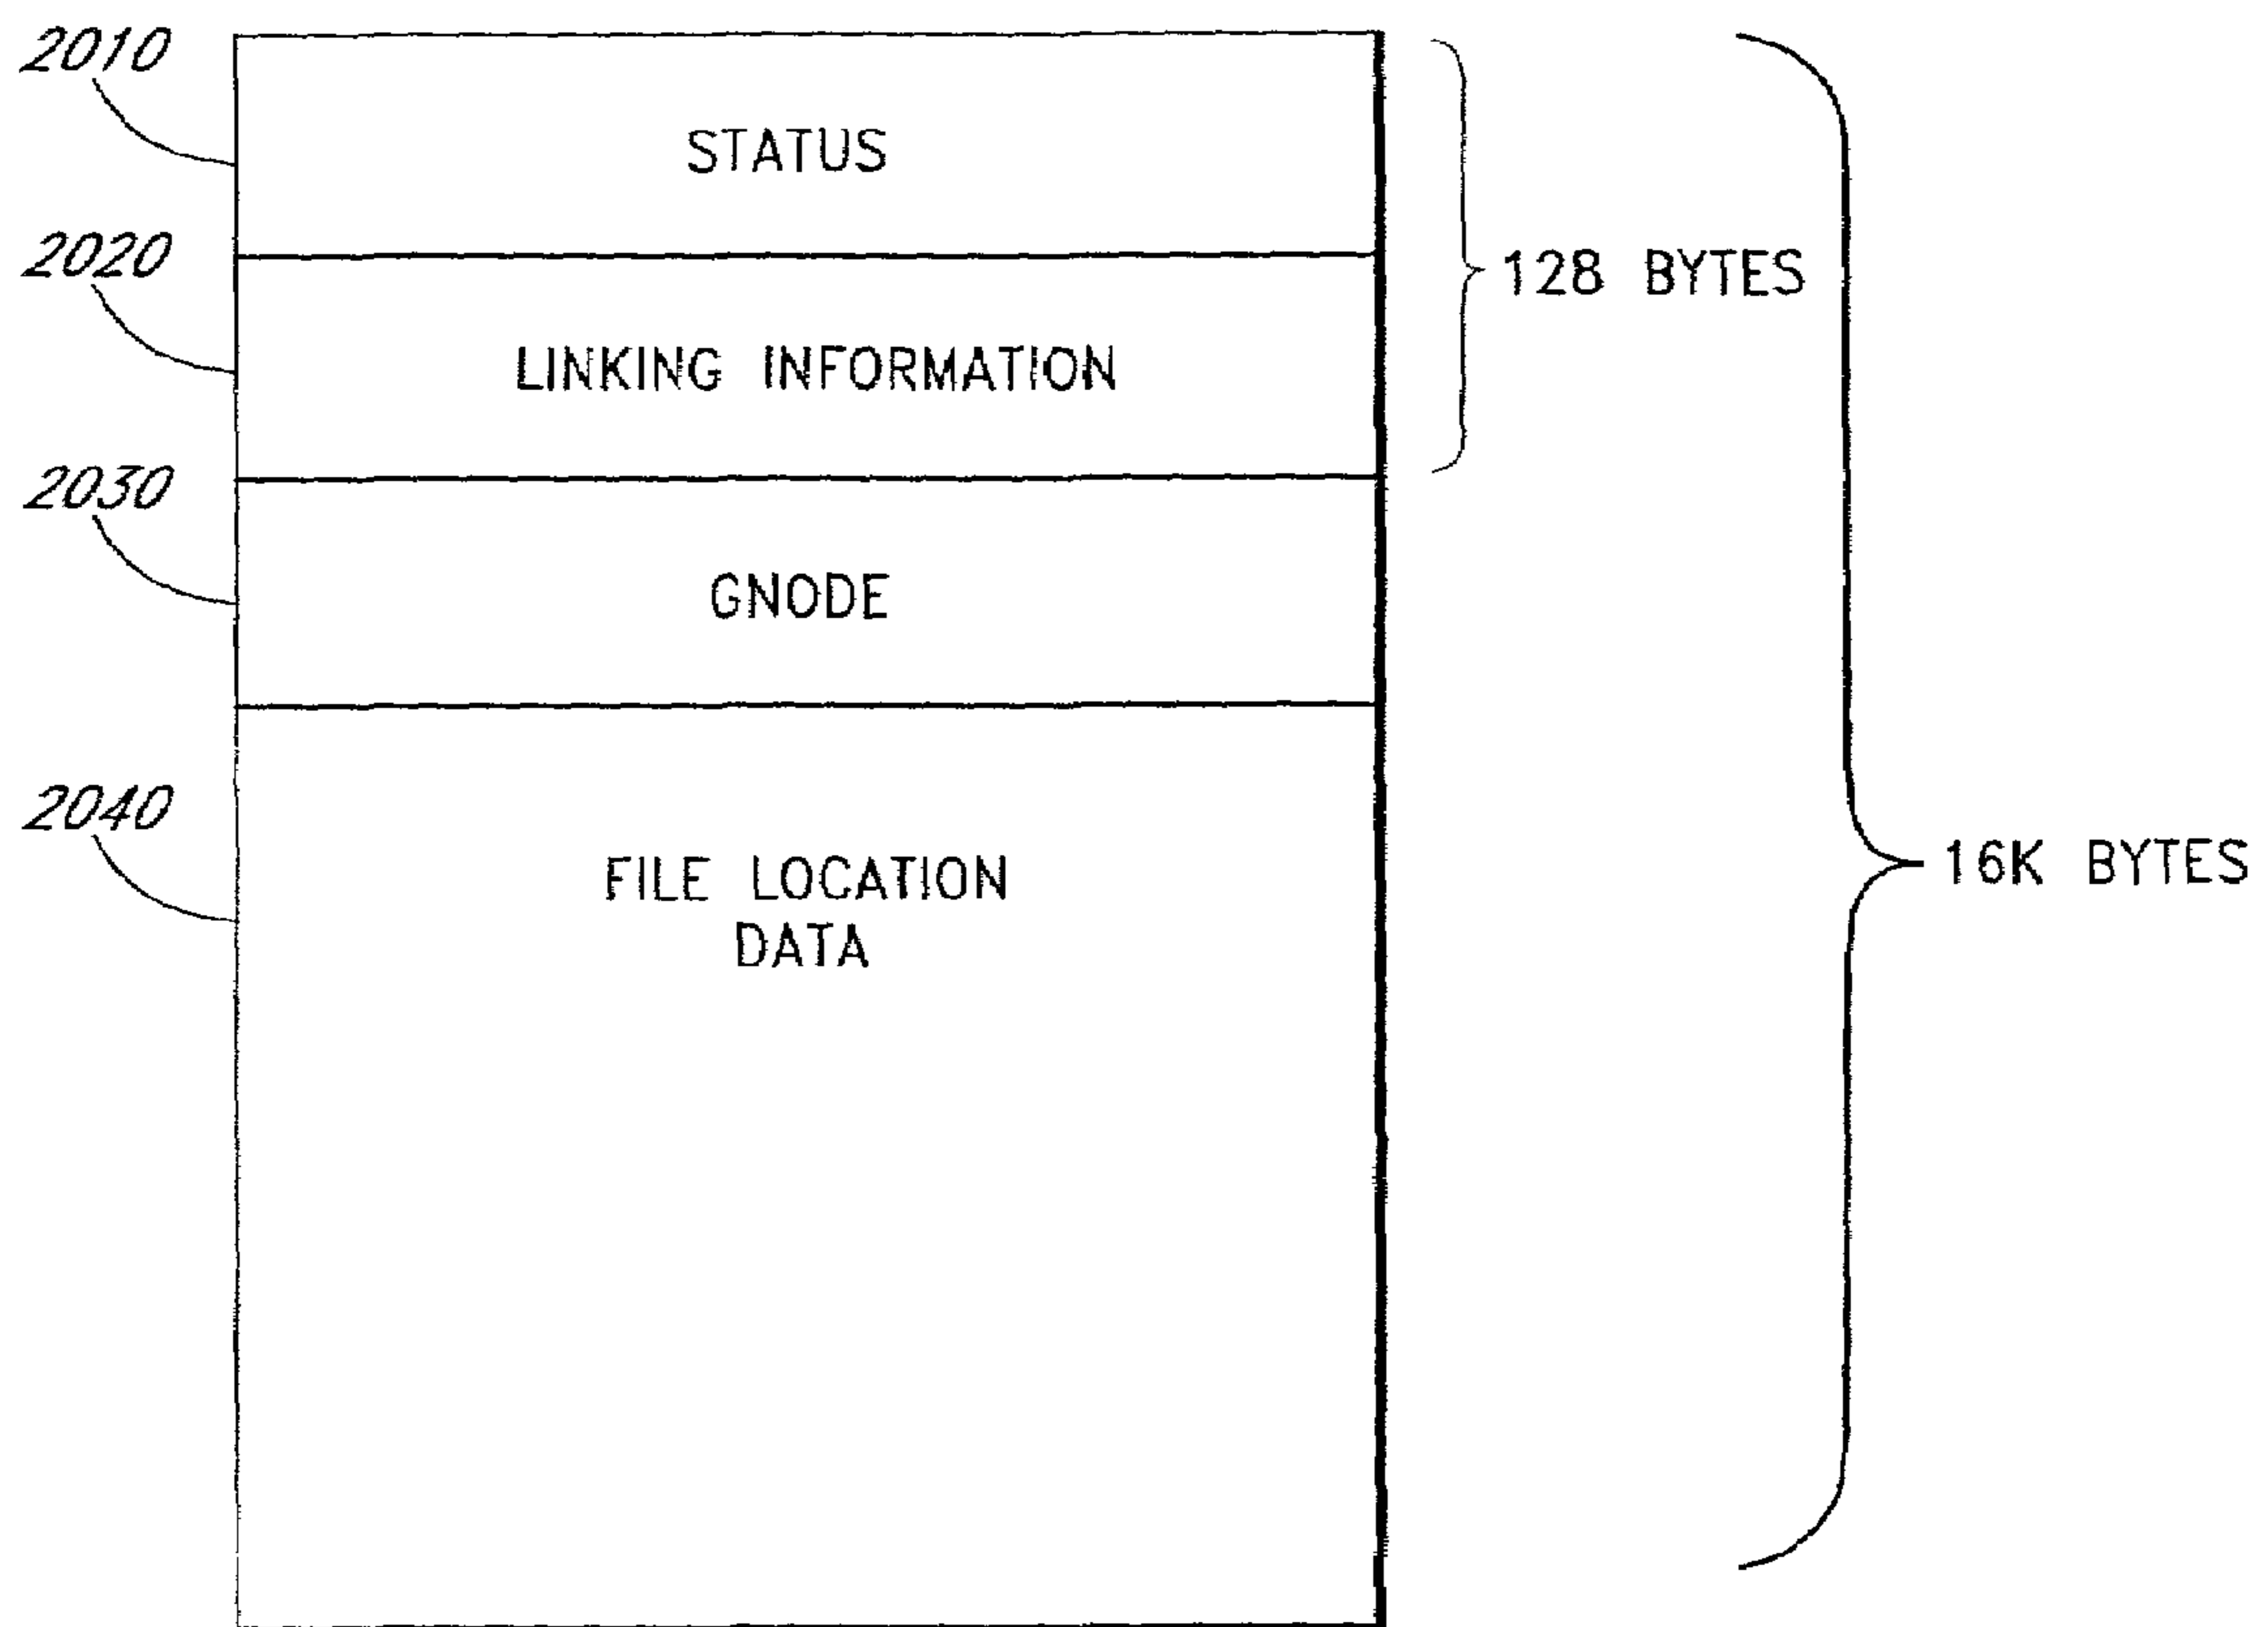 2010
STATUS
2020
128 BYTES
LINKING INFORMATION
2030
GNODE
2040
16K BYTES
FILE LOCATION
DATA